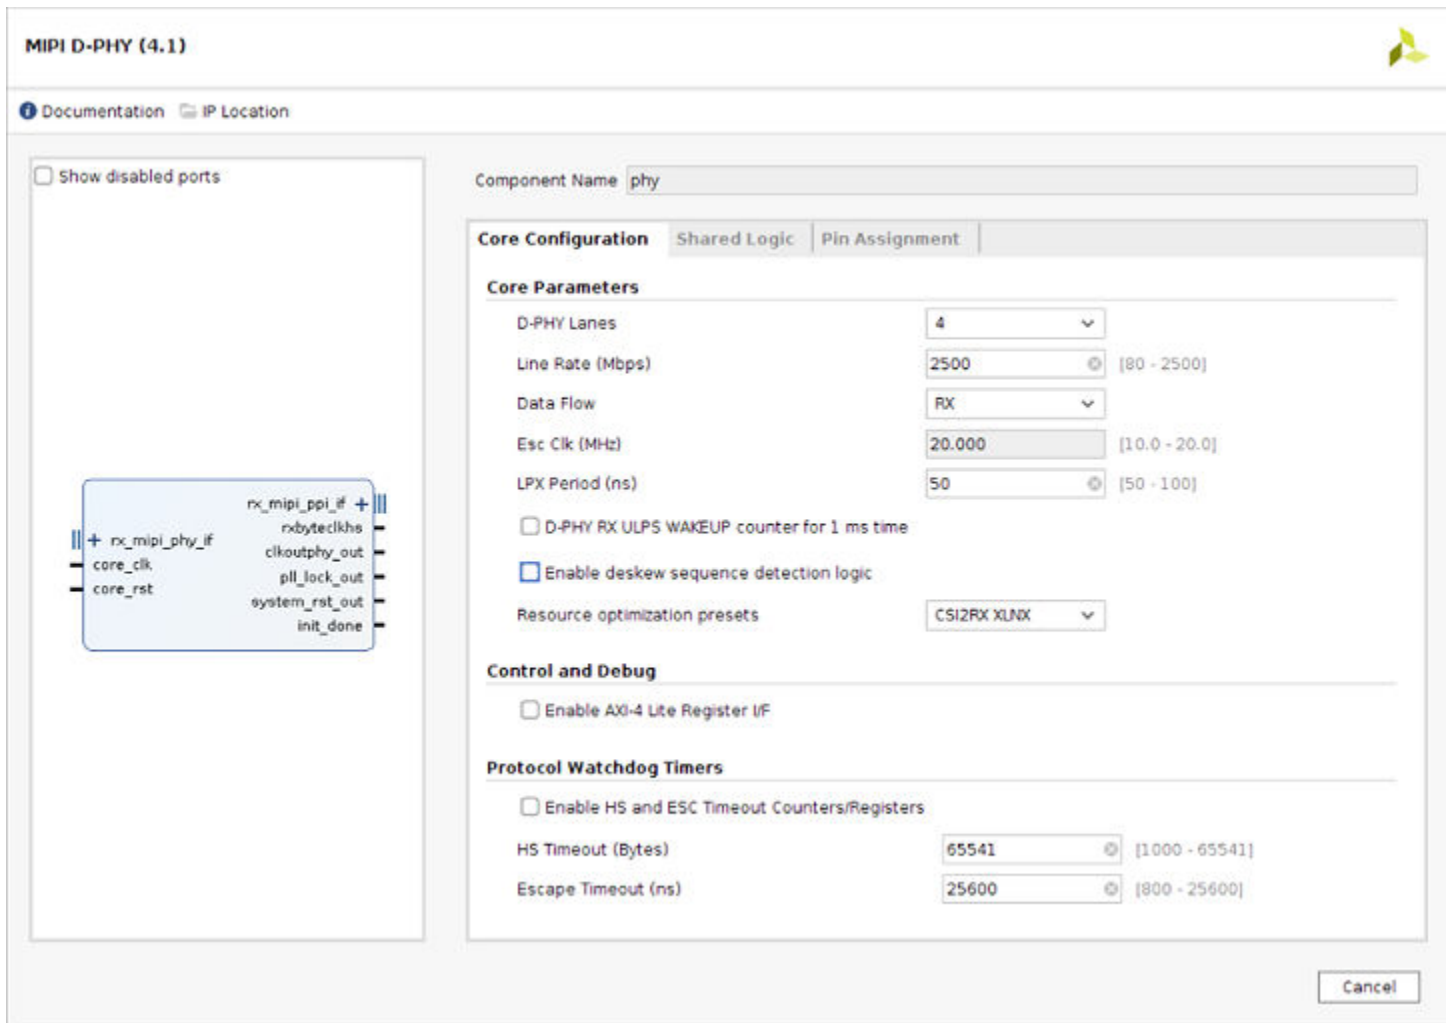 MIPI D-PHY (4.1)
Documentation IP Location
Show disabled ports
rx_mipi_phy_if
core_clk
core_rst
rx_mipi_ppi_if
rxbyteclkhs
clkoutphy_out
pll_lock_out
system_rst_out
init_done
Component Name phy
Core Configuration Shared Logic Pin Assignment
Core Parameters
D-PHY Lanes 4
Line Rate (Mbps) 2500 [80 - 2500]
Data Flow RX
Esc Clk (MHz) 20.000 [10.0 - 20.0]
LPX Period (ns) 50 [50 - 100]
D-PHY RX ULPS WAKEUP counter for 1 ms time
Enable deskew sequence detection logic
Resource optimization presets CSI2RX XLNX
Control and Debug
Enable AXI-4 Lite Register I/F
Protocol Watchdog Timers
Enable HS and ESC Timeout Counters/Registers
HS Timeout (Bytes) 65541 [1000 - 65541]
Escape Timeout (ns) 25600 [800 - 25600]
Cancel